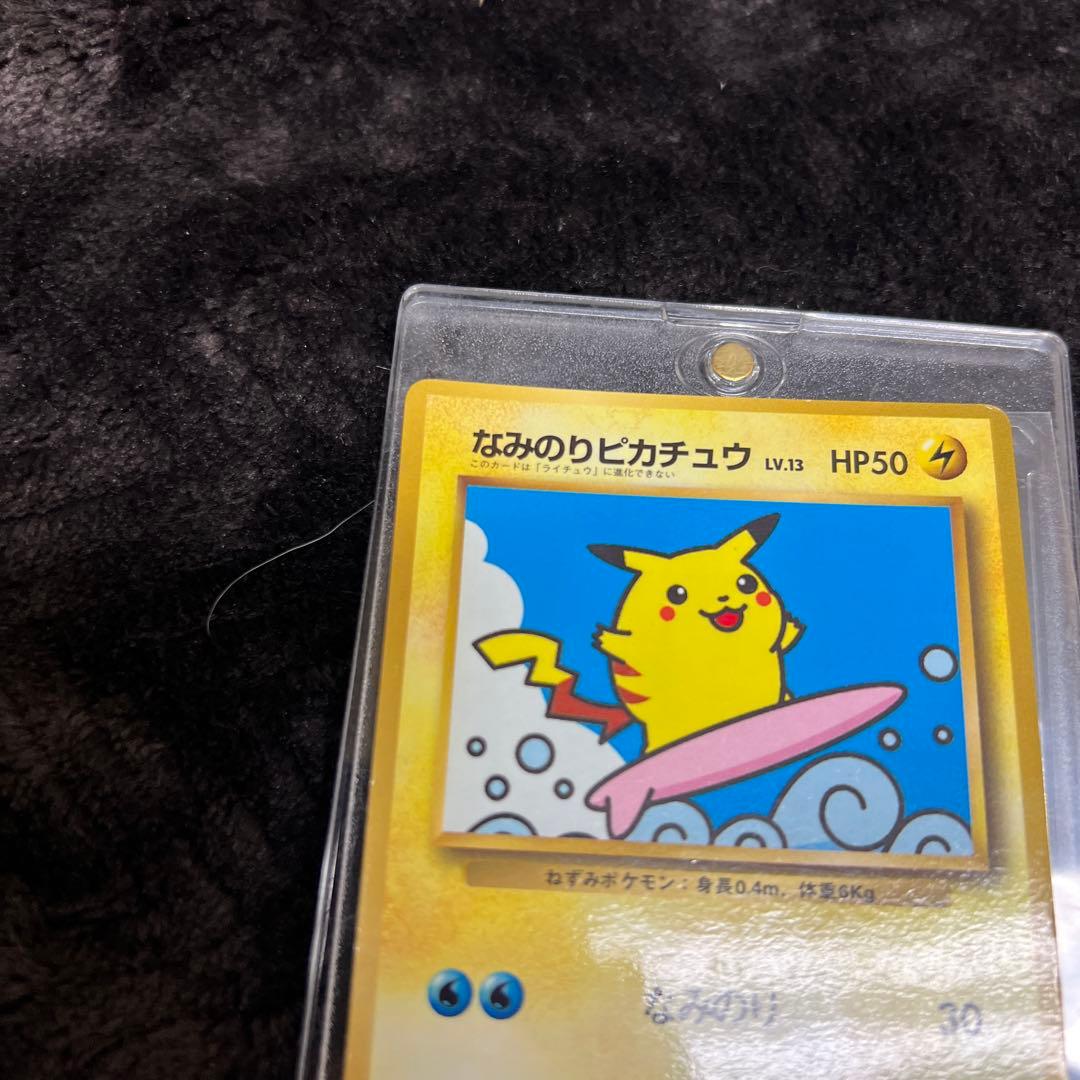 なみのりピカチュウ LV.13 HP50
このカードは「ライチュウ」に進化できない
ねずみポケモン：身長0.4m, 体重6Kg
なみのり 30